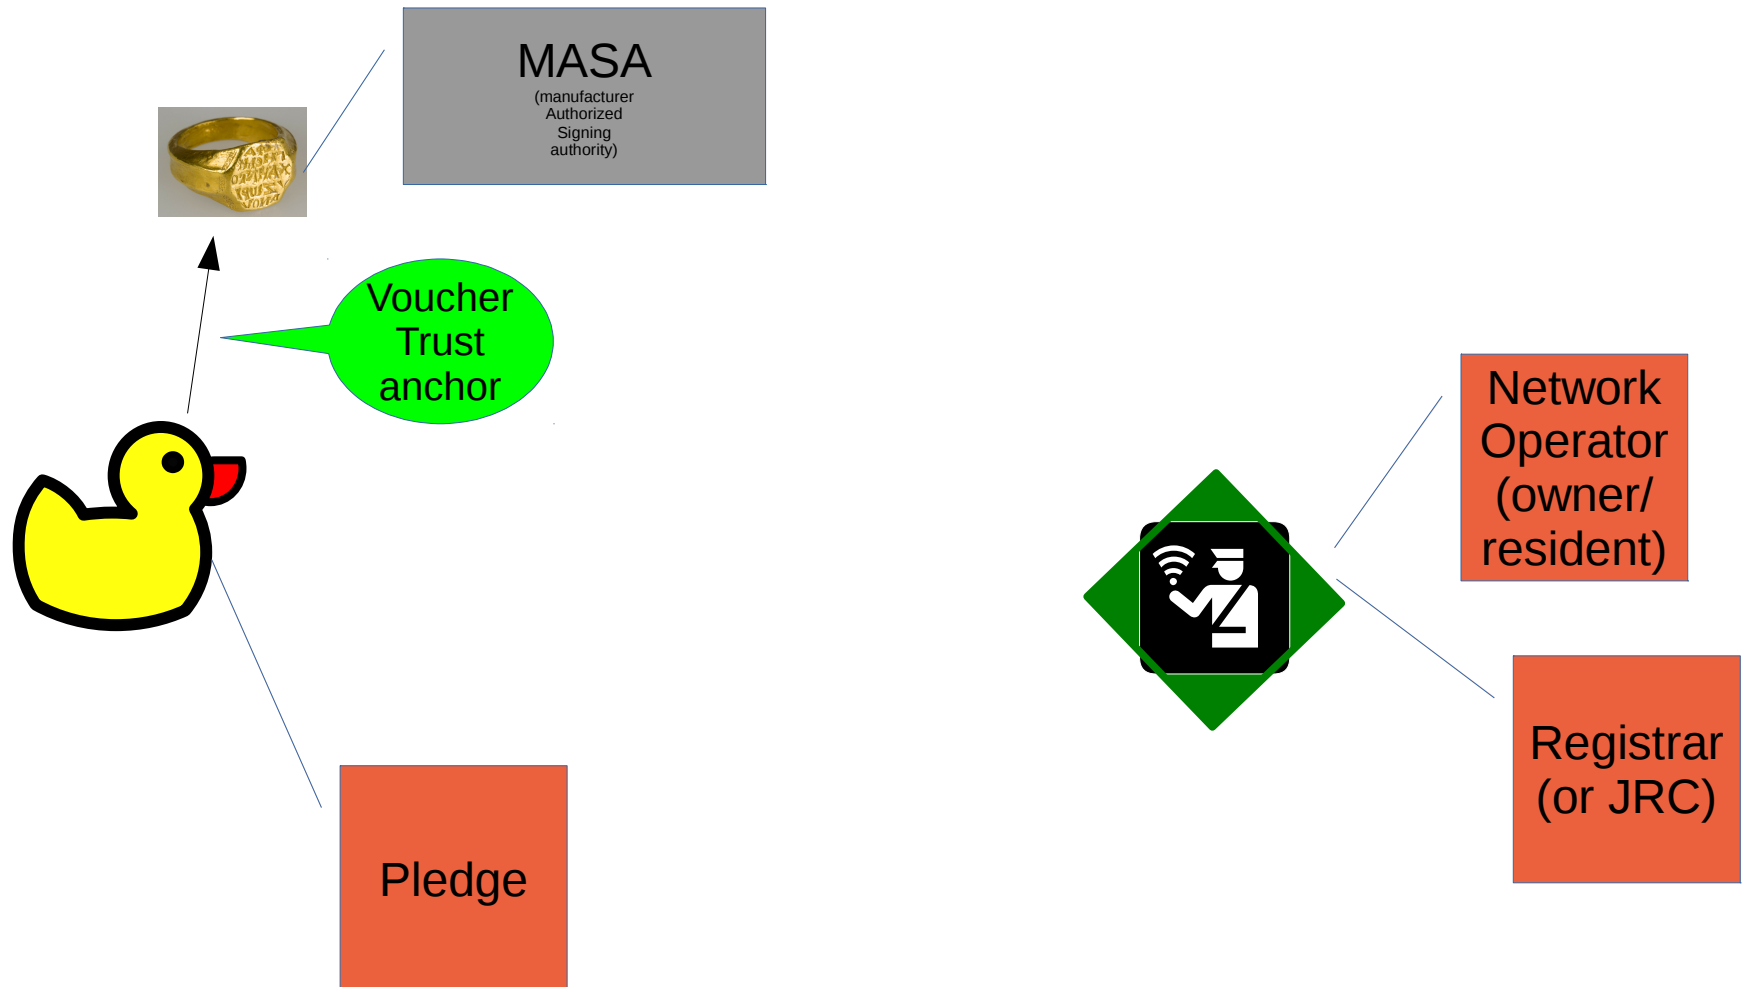 MASA
(manufacturer
Authorized
Signing
authority)
Voucher
Trust
anchor
Network
Operator
(owner/
resident)
Registrar
(or JRC)
Pledge